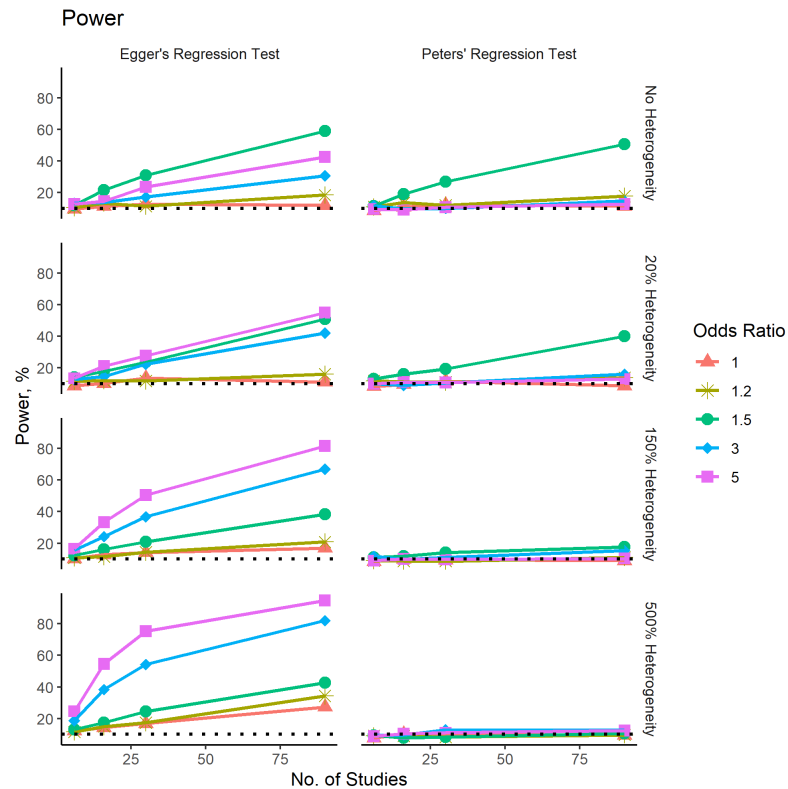 Power
Egger's Regression Test
Peters' Regression Test
80
60
40
20
No Heterogeneity
80
60
40
20
20% Heterogeneity
80
60
40
20
150% Heterogeneity
80
60
40
20
500% Heterogeneity
Power, %
25
50
75
25
50
75
No. of Studies
Odds Ratio
1
1.2
1.5
3
5